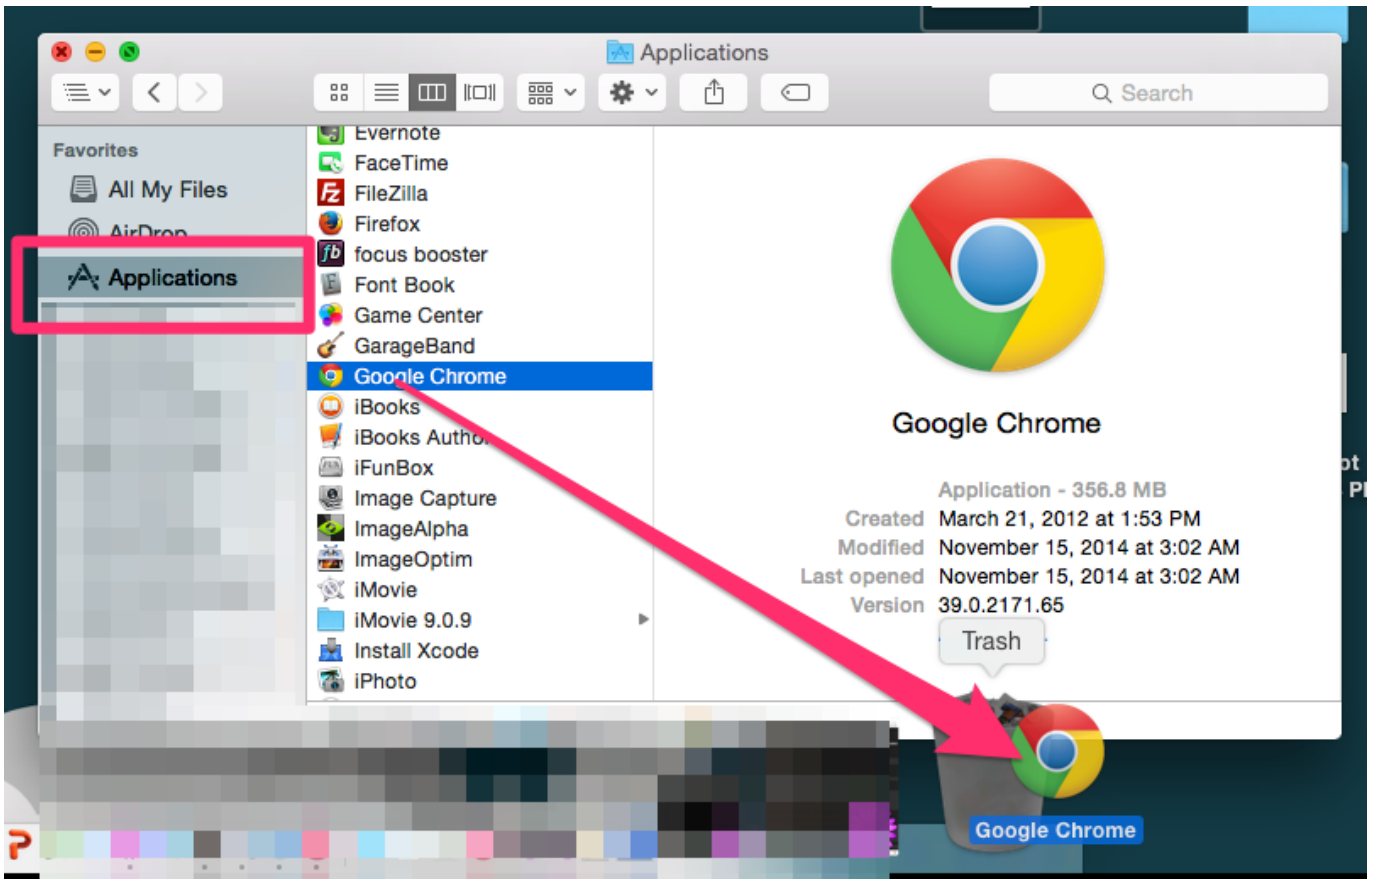 Applications
Search
Favorites
All My Files
AirDrop
Applications
Evernote
FaceTime
FileZilla
Firefox
focus booster
Font Book
Game Center
GarageBand
Google Chrome
iBooks
iBooks Author
iFunBox
Image Capture
ImageAlpha
ImageOptim
iMovie
iMovie 9.0.9
Install Xcode
iPhoto
Google Chrome
Application - 356.8 MB
Created March 21, 2012 at 1:53 PM
Modified November 15, 2014 at 3:02 AM
Last opened November 15, 2014 at 3:02 AM
Version 39.0.2171.65
Trash
Google Chrome